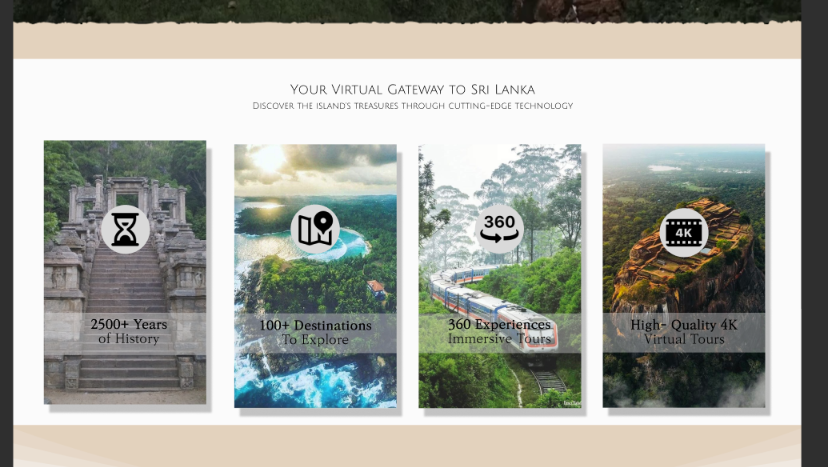 Your Virtual Gateway to Sri Lanka
Discover the island's treasures through cutting-edge technology
2500+ Years
of History
100+ Destinations
To Explore
360
360 Experiences
Immersive Tours
4K
High- Quality 4K
Virtual Tours